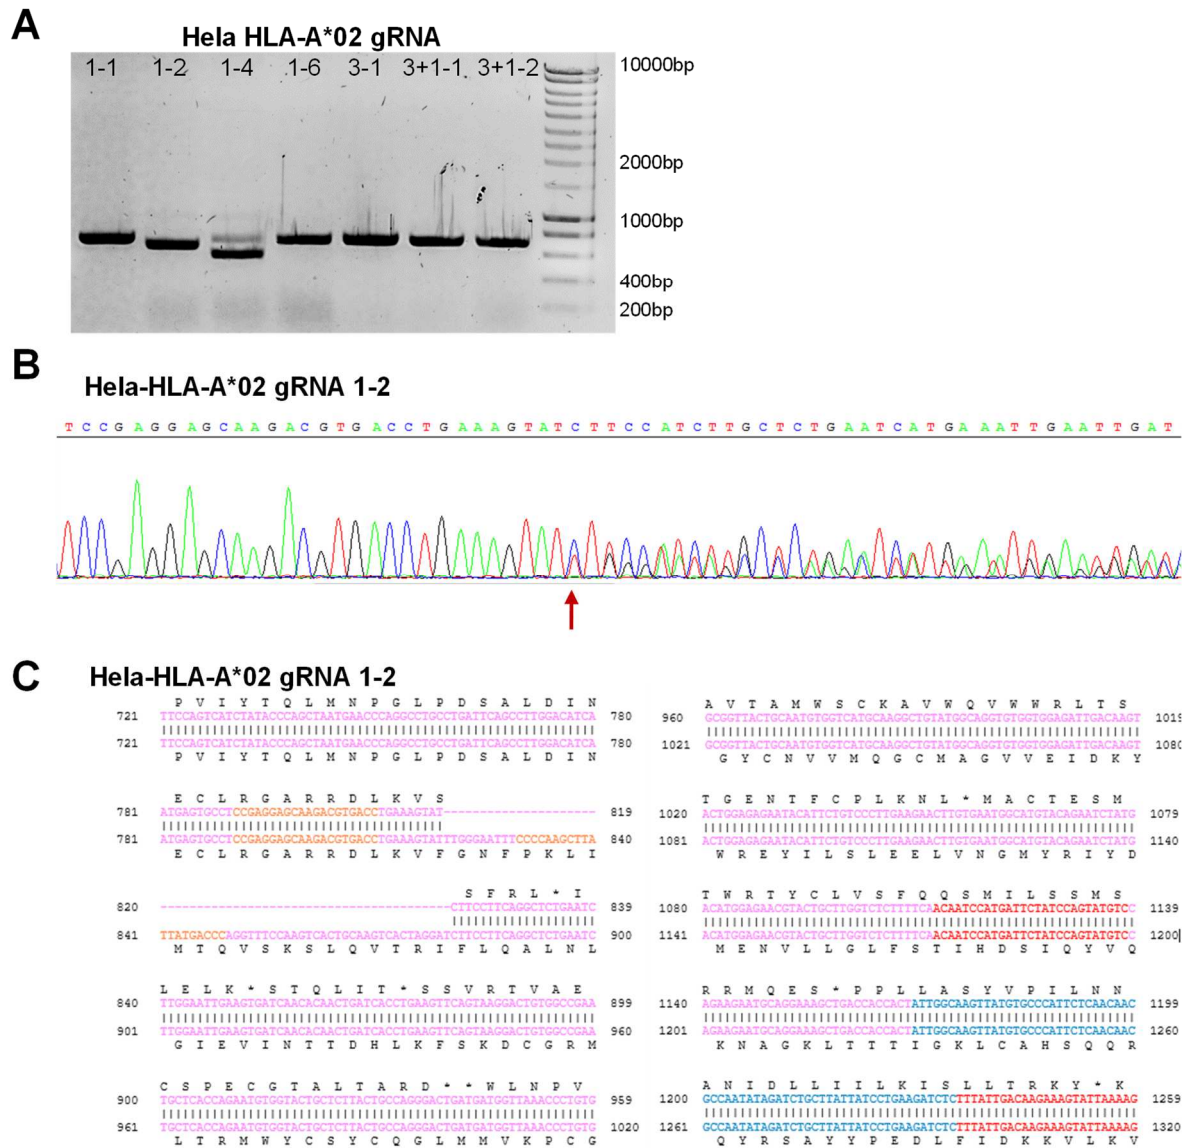 A
Hela HLA-A*02 gRNA
1-1 1-2 1-4 1-6 3-1 3+1-1 3+1-2
10000bp
2000bp
1000bp
400bp
200bp
B
Hela-HLA-A*02 gRNA 1-2
T C C G A G G A G C A A G A C G T G A C C T G A A A G T A T C T T C C A T C T T G C T C T G A A T C A T G A A A T T G A A T T G A T
C
Hela-HLA-A*02 gRNA 1-2
P V I Y T Q L M N P G L P D S A L D I N
721 TTCCAGTCATCTATACCCAGCTAATGAACCCAGGCCTGCCTGATTCAGCCTTGGACATCA 780
721 TTCCAGTCATCTATACCCAGCTAATGAACCCAGGCCTGCCTGATTCAGCCTTGGACATCA 780
P V I Y T Q L M N P G L P D S A L D I N
E C L R G A R R D L K V S
781 ATGAGTGCCTCCGAGGAGCAAGACGTGACCTGAAAGTAT--------------------- 819
781 ATGAGTGCCTCCGAGGAGCAAGACGTGACCTGAAAGTATTTGGGAATTTCCCCAAGCTTA 840
E C L R G A R R D L K V F G N F P K L I
S F R L * I
820 ----------------------------------------CTTCCTTCAGGCTCTGAATC 839
841 TTATGACCCAGGTTTCCAAGTCACTGCAAGTCACTAGGATCTTCCTTCAGGCTCTGAATC 900
M T Q V S K S L Q V T R I F L Q A L N L
L E L K * S T Q L I T * S S V R T V A E
840 TTGGAATTGAAGTGATCAACACAACTGATCACCTGAAGTTCAGTAAGGACTGTGGCCGAA 899
901 TTGGAATTGAAGTGATCAACACAACTGATCACCTGAAGTTCAGTAAGGACTGTGGCCGAA 960
G I E V I N T T D H L K F S K D C G R M
C S P E C G T A L T A R D * * W L N P V
900 TGCTCACCAGAATGTGGTACTGCTCTTACTGCCAGGGACTGATGATGGTTAAACCCTGTG 959
961 TGCTCACCAGAATGTGGTACTGCTCTTACTGCCAGGGACTGATGATGGTTAAACCCTGTG 1020
L T R M W Y C S Y C Q G L M M V K P C G
A V T A M W S C K A V W Q V W W R L T S
960 GCGGTTACTGCAATGTGGTCATGCAAGGCTGTATGGCAGGTGTGGTGGAGATTGACAAGT 1019
1021 GCGGTTACTGCAATGTGGTCATGCAAGGCTGTATGGCAGGTGTGGTGGAGATTGACAAGT 1080
G Y C N V V M Q G C M A G V V E I D K Y
T G E N T F C P L K N L * M A C T E S M
1020 ACTGGAGAGAATACATTCTGTCCCTTGAAGAACTTGTGAATGGCATGTACAGAATCTATG 1079
1081 ACTGGAGAGAATACATTCTGTCCCTTGAAGAACTTGTGAATGGCATGTACAGAATCTATG 1140
W R E Y I L S L E E L V N G M Y R I Y D
T W R T Y C L V S F Q Q S M I L S S M S
1080 ACATGGAGAACGTACTGCTTGGTCTCTTTTCAACAATCCATGATTCTATCCAGTATGTCC 1139
1141 ACATGGAGAACGTACTGCTTGGTCTCTTTTCAACAATCCATGATTCTATCCAGTATGTCC 1200
M E N V L L G L F S T I H D S I Q Y V Q
R R M Q E S * P P L L A S Y V P I L N N
1140 AGAAGAATGCAGGAAAGCTGACCACCACTATTGGCAAGTTATGTGCCCATTCTCAACAAC 1199
1201 AGAAGAATGCAGGAAAGCTGACCACCACTATTGGCAAGTTATGTGCCCATTCTCAACAAC 1260
K N A G K L T T T I G K L C A H S Q Q R
A N I D L L I I L K I S L L T R K Y * K
1200 GCCAATATAGATCTGCTTATTATCCTGAAGATCTCTTTATTGACAAGAAAGTATTAAAAG 1259
1261 GCCAATATAGATCTGCTTATTATCCTGAAGATCTCTTTATTGACAAGAAAGTATTAAAAG 1320
Q Y R S A Y Y P E D L F I D K K V L K